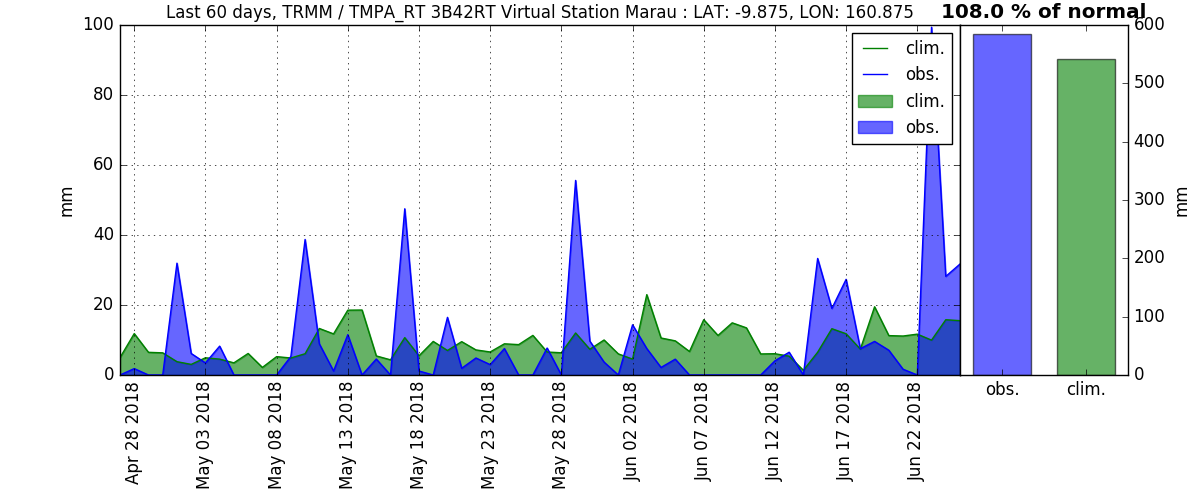 Last 60 days, TRMM / TMPA_RT 3B42RT Virtual Station Marau : LAT: -9.875, LON: 160.875
108.0 % of normal
100
80
60
40
20
0
mm
clim.
obs.
clim.
obs.
600
500
400
300
200
100
0
mm
Apr 28 2018
May 03 2018
May 08 2018
May 13 2018
May 18 2018
May 23 2018
May 28 2018
Jun 02 2018
Jun 07 2018
Jun 12 2018
Jun 17 2018
Jun 22 2018
obs.
clim.